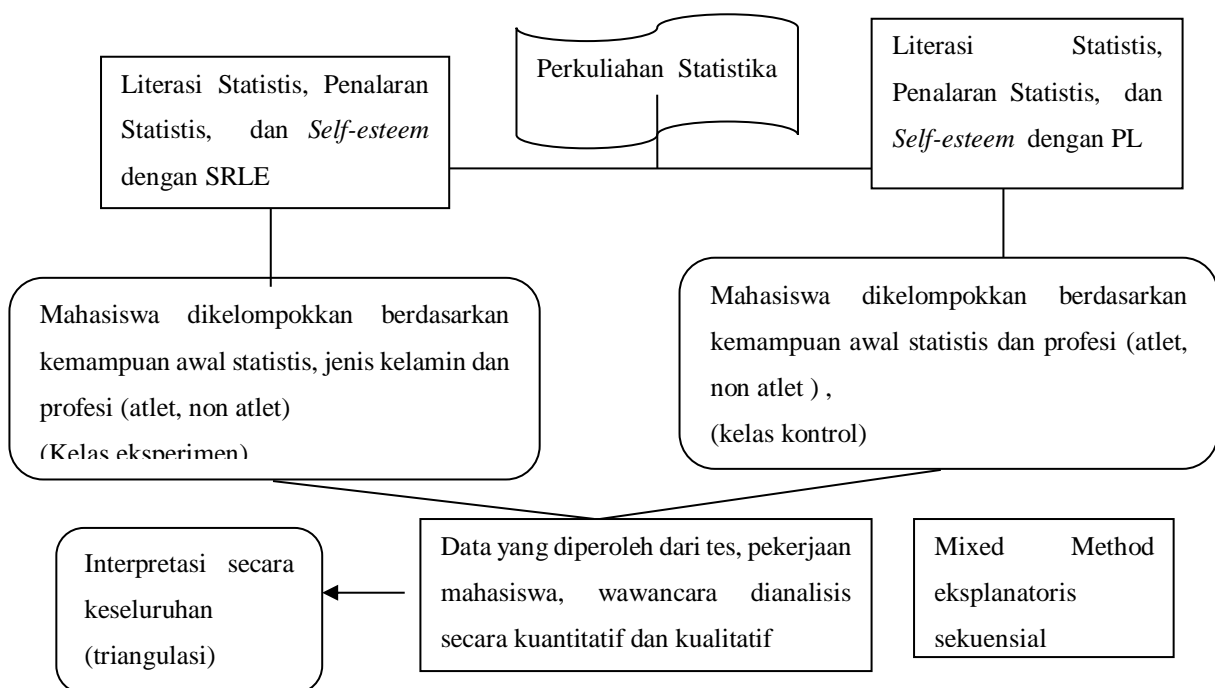 Perkuliahan Statistika
Literasi Statistis, Penalaran
Statistis, dan Self-esteem
dengan SRLE
Literasi Statistis,
Penalaran Statistis, dan
Self-esteem dengan PL
Mahasiswa dikelompokkan berdasarkan
kemampuan awal statistis, jenis kelamin dan
profesi (atlet, non atlet)
(Kelas eksperimen)
Mahasiswa dikelompokkan berdasarkan
kemampuan awal statistis dan profesi (atlet,
non atlet ) ,
(kelas kontrol)
Interpretasi secara
keseluruhan
(triangulasi)
Data yang diperoleh dari tes, pekerjaan
mahasiswa, wawancara dianalisis
secara kuantitatif dan kualitatif
Mixed Method
eksplanatoris
sekuensial